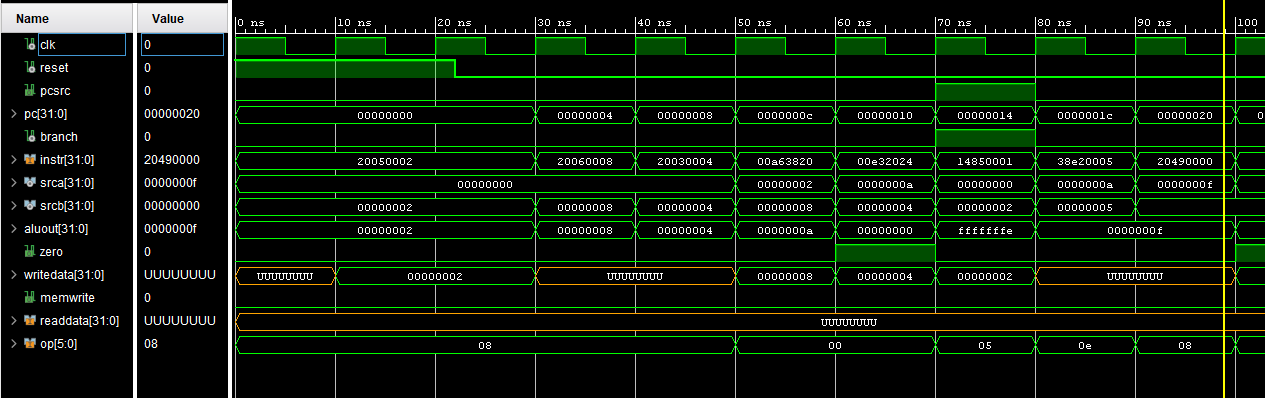 Name Value 0 ns 10 ns 20 ns 30 ns 40 ns 50 ns 60 ns 70 ns 80 ns 90 ns 100
clk 0
reset 0
pcsrc 0
pc[31:0] 00000020 00000000 00000004 00000008 0000000c 00000010 00000014 0000001c 00000020
branch 0
instr[31:0] 20490000 20050002 20060008 20030004 00a63820 00e32024 14850001 38e20005 20490000
srca[31:0] 0000000f 00000000 00000002 0000000a 00000000 0000000a 0000000f
srcb[31:0] 00000000 00000002 00000008 00000004 00000008 00000004 00000002 00000005
aluout[31:0] 0000000f 00000002 00000008 00000004 0000000a 00000000 fffffffe 0000000f
zero 0
writedata[31:0] UUUUUUUU UUUUUUUU 00000002 UUUUUUUU 00000008 00000004 00000002 UUUUUUUU
memwrite 0
readdata[31:0] UUUUUUUU UUUUUUUU
op[5:0] 08 08 00 05 0e 08